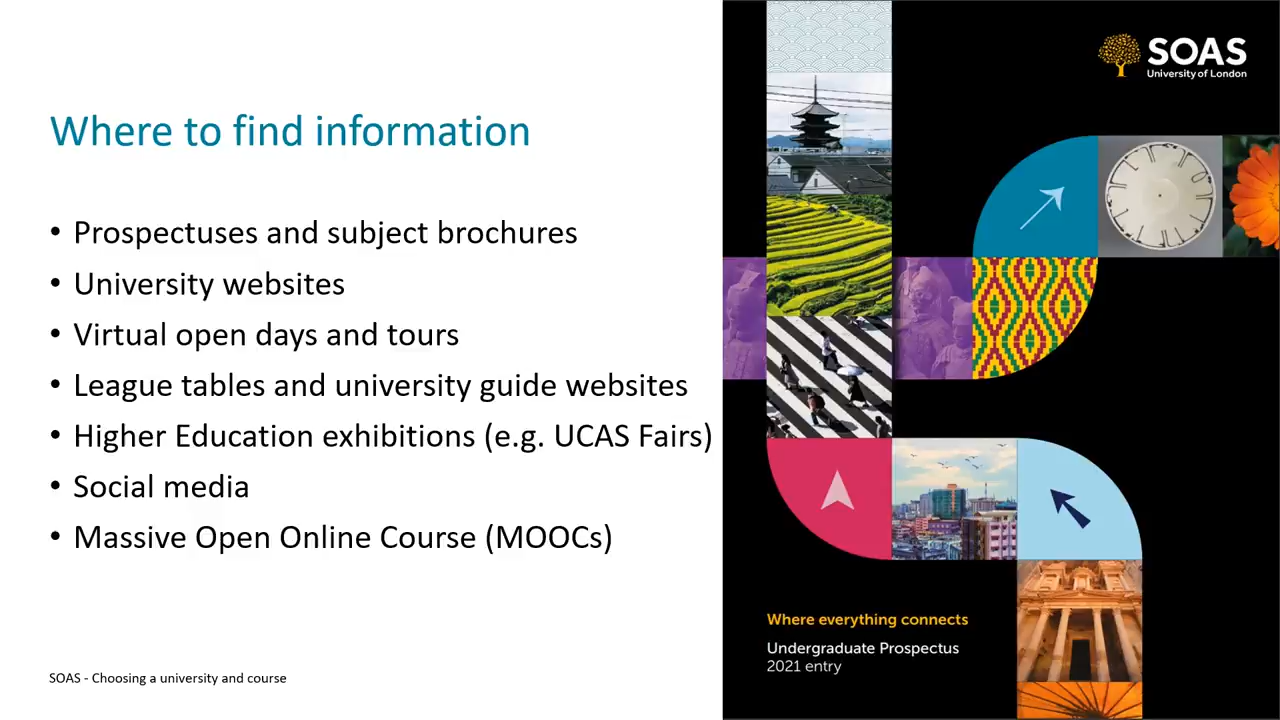 Where to find information
• Prospectuses and subject brochures
• University websites
• Virtual open days and tours
• League tables and university guide websites
• Higher Education exhibitions (e.g. UCAS Fairs)
• Social media
• Massive Open Online Course (MOOCs)
SOAS - Choosing a university and course
SOAS
University of London
Where everything connects
Undergraduate Prospectus
2021 entry